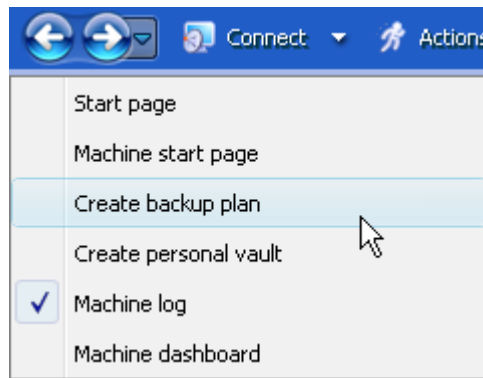 Connect Actions
Start page
Machine start page
Create backup plan
Create personal vault
Machine log
Machine dashboard